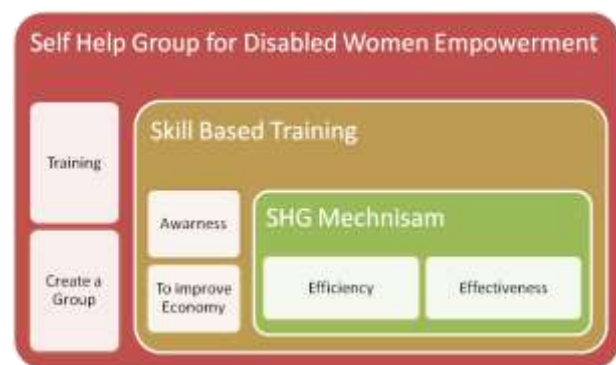 Self Help Group for Disabled Women Empowerment
Training
Create a
Group
Skill Based Training
Awarness
To improve
Economy
SHG Mechnisam
Efficiency
Effectiveness